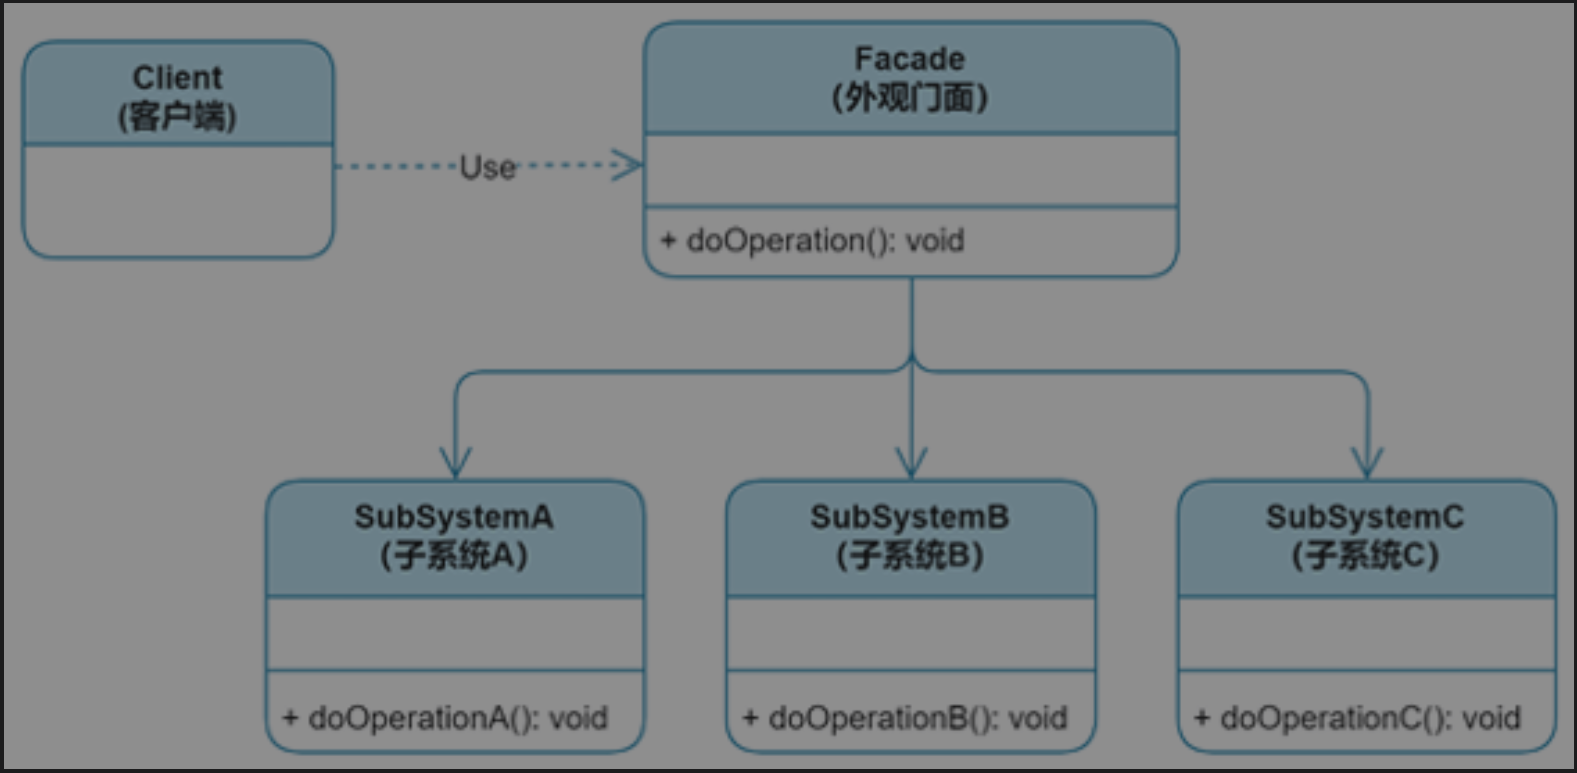 Client
(客户端)
Facade
(外观门面)
Use
+ doOperation(): void
SubSystemA
(子系统A)
SubSystemB
(子系统B)
SubSystemC
(子系统C)
+ doOperationA(): void
+ doOperationB(): void
+ doOperationC(): void